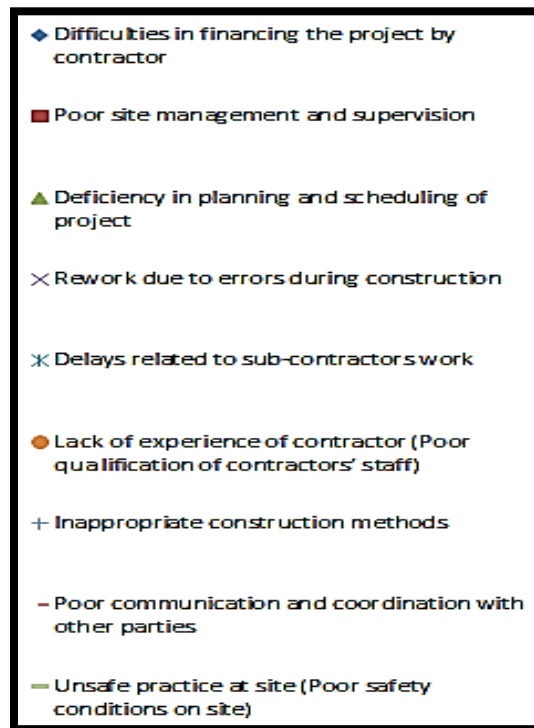 Difficulties in financing the project by
contractor
Poor site management and supervision
Deficiency in planning and scheduling of
project
Rework due to errors during construction
Delays related to sub-contractors work
Lack of experience of contractor (Poor
qualification of contractors' staff)
Inappropriate construction methods
Poor communication and coordination with
other parties
Unsafe practice at site (Poor safety
conditions on site)